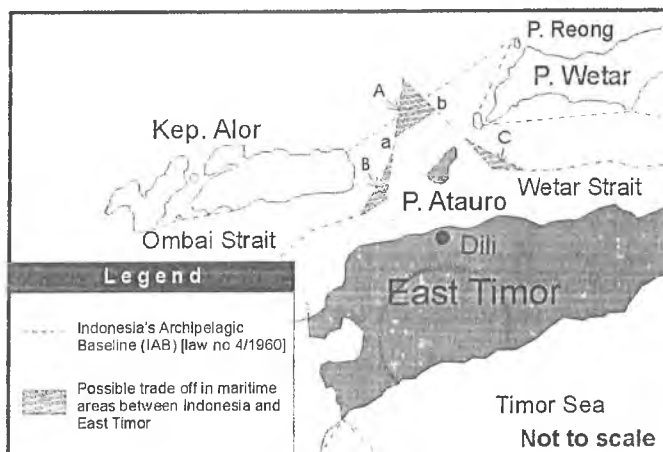 P. Reong
P. Wetar
A
b
Kep. Alor
a
C
B
P. Atauro
Wetar Strait
Ombai Strait
Dili
East Timor
Legend
Indonesia's Archipelagic
Baseline (IAB) [law no 4/1960]
Possible trade off in maritime
areas between Indonesia and
East Timor
Timor Sea
Not to scale